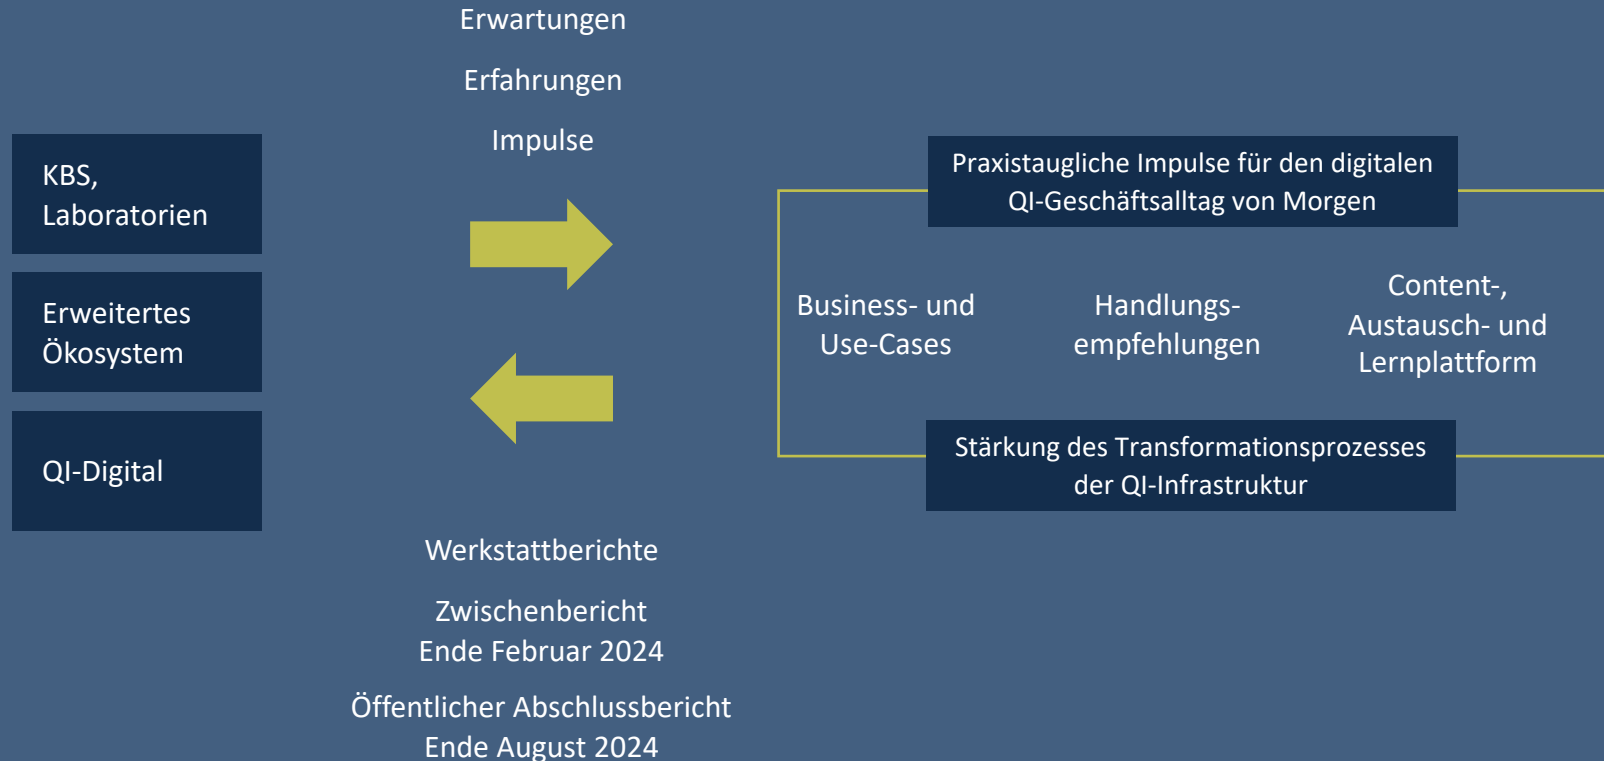 Erwartungen
Erfahrungen
Impulse
KBS,
Laboratorien
Erweitertes
Ökosystem
QI-Digital
Praxistaugliche Impulse für den digitalen
QI-Geschäftsalltag von Morgen
Business- und
Use-Cases
Handlungs-
empfehlungen
Content-,
Austausch- und
Lernplattform
Stärkung des Transformationsprozesses
der QI-Infrastruktur
Werkstattberichte
Zwischenbericht
Ende Februar 2024
Öffentlicher Abschlussbericht
Ende August 2024